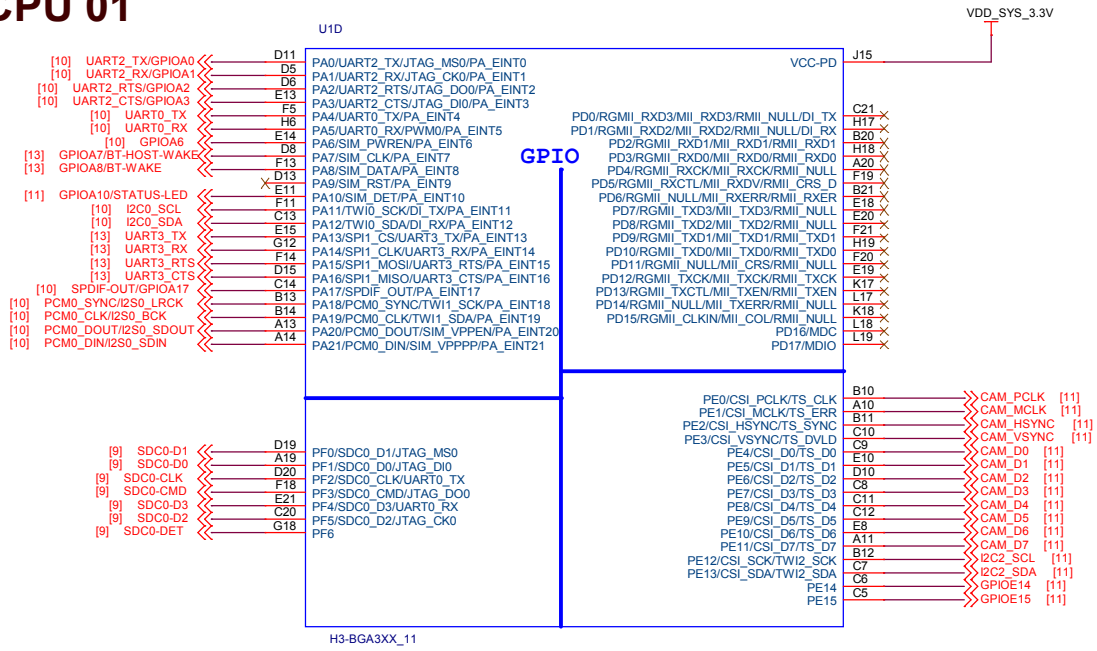 CPU 01
VDD_SYS_3.3V
U1D
GPIO
[10] UART2_TX/GPIOA0 D11 PA0/UART2_TX/JTAG_MS0/PA_EINT0
[10] UART2_RX/GPIOA1 D5 PA1/UART2_RX/JTAG_CK0/PA_EINT1
[10] UART2_RTS/GPIOA2 D6 PA2/UART2_RTS/JTAG_DO0/PA_EINT2
[10] UART2_CTS/GPIOA3 E13 PA3/UART2_CTS/JTAG_DI0/PA_EINT3
[10] UART0_TX F5 PA4/UART0_TX/PA_EINT4
[10] UART0_RX H6 PA5/UART0_RX/PWM0/PA_EINT5
[10] GPIOA6 E14 PA6/SIM_PWREN/PA_EINT6
[13] GPIOA7/BT-HOST-WAKE D8 PA7/SIM_CLK/PA_EINT7
[13] GPIOA8/BT-WAKE F13 PA8/SIM_DATA/PA_EINT8
D13 PA9/SIM_RST/PA_EINT9
[11] GPIOA10/STATUS-LED E11 PA10/SIM_DET/PA_EINT10
[10] I2C0_SCL F11 PA11/TWI0_SCK/DI_TX/PA_EINT11
[10] I2C0_SDA C13 PA12/TWI0_SDA/DI_RX/PA_EINT12
[13] UART3_TX E15 PA13/SPI1_CS/UART3_TX/PA_EINT13
[13] UART3_RX G12 PA14/SPI1_CLK/UART3_RX/PA_EINT14
[13] UART3_RTS F14 PA15/SPI1_MOSI/UART3_RTS/PA_EINT15
[13] UART3_CTS D15 PA16/SPI1_MISO/UART3_CTS/PA_EINT16
[10] SPDIF-OUT/GPIOA17 C14 PA17/SPDIF_OUT/PA_EINT17
[10] PCM0_SYNC/I2S0_LRCK B13 PA18/PCM0_SYNC/TWI1_SCK/PA_EINT18
[10] PCM0_CLK/I2S0_BCK B14 PA19/PCM0_CLK/TWI1_SDA/PA_EINT19
[10] PCM0_DOUT/I2S0_SDOUT A13 PA20/PCM0_DOUT/SIM_VPPEN/PA_EINT20
[10] PCM0_DIN/I2S0_SDIN A14 PA21/PCM0_DIN/SIM_VPPPP/PA_EINT21
VCC-PD J15
PD0/RGMII_RXD3/MII_RXD3/RMII_NULL/DI_TX C21
PD1/RGMII_RXD2/MII_RXD2/RMII_NULL/DI_RX H17
PD2/RGMII_RXD1/MII_RXD1/RMII_RXD1 B20
PD3/RGMII_RXD0/MII_RXD0/RMII_RXD0 H18
PD4/RGMII_RXCK/MII_RXCK/RMII_NULL A20
PD5/RGMII_RXCTL/MII_RXDV/RMII_CRS_D F19
PD6/RGMII_NULL/MII_RXERR/RMII_RXER B21
PD7/RGMII_TXD3/MII_TXD3/RMII_NULL E18
PD8/RGMII_TXD2/MII_TXD2/RMII_NULL E20
PD9/RGMII_TXD1/MII_TXD1/RMII_TXD1 F21
PD10/RGMII_TXD0/MII_TXD0/RMII_TXD0 H19
PD11/RGMII_NULL/MII_CRS/RMII_NULL F20
PD12/RGMII_TXCK/MII_TXCK/RMII_TXCK E19
PD13/RGMII_TXCTL/MII_TXEN/RMII_TXEN K17
PD14/RGMII_NULL/MII_TXERR/RMII_NULL L17
PD15/RGMII_CLKIN/MII_COL/RMII_NULL K18
PD16/MDC L18
PD17/MDIO L19
[9] SDC0-D1 D19 PF0/SDC0_D1/JTAG_MS0
[9] SDC0-D0 A19 PF1/SDC0_D0/JTAG_DI0
[9] SDC0-CLK D20 PF2/SDC0_CLK/UART0_TX
[9] SDC0-CMD F18 PF3/SDC0_CMD/JTAG_DO0
[9] SDC0-D3 E21 PF4/SDC0_D3/UART0_RX
[9] SDC0-D2 C20 PF5/SDC0_D2/JTAG_CK0
[9] SDC0-DET G18 PF6
PE0/CSI_PCLK/TS_CLK B10 CAM_PCLK [11]
PE1/CSI_MCLK/TS_ERR A10 CAM_MCLK [11]
PE2/CSI_HSYNC/TS_SYNC B11 CAM_HSYNC [11]
PE3/CSI_VSYNC/TS_DVLD C10 CAM_VSYNC [11]
PE4/CSI_D0/TS_D0 C9 CAM_D0 [11]
PE5/CSI_D1/TS_D1 E10 CAM_D1 [11]
PE6/CSI_D2/TS_D2 D10 CAM_D2 [11]
PE7/CSI_D3/TS_D3 C8 CAM_D3 [11]
PE8/CSI_D4/TS_D4 C11 CAM_D4 [11]
PE9/CSI_D5/TS_D5 C12 CAM_D5 [11]
PE10/CSI_D6/TS_D6 E8 CAM_D6 [11]
PE11/CSI_D7/TS_D7 A11 CAM_D7 [11]
PE12/CSI_SCK/TWI2_SCK B12 I2C2_SCL [11]
PE13/CSI_SDA/TWI2_SDA C7 I2C2_SDA [11]
PE14 C6 GPIOE14 [11]
PE15 C5 GPIOE15 [11]
H3-BGA3XX_11